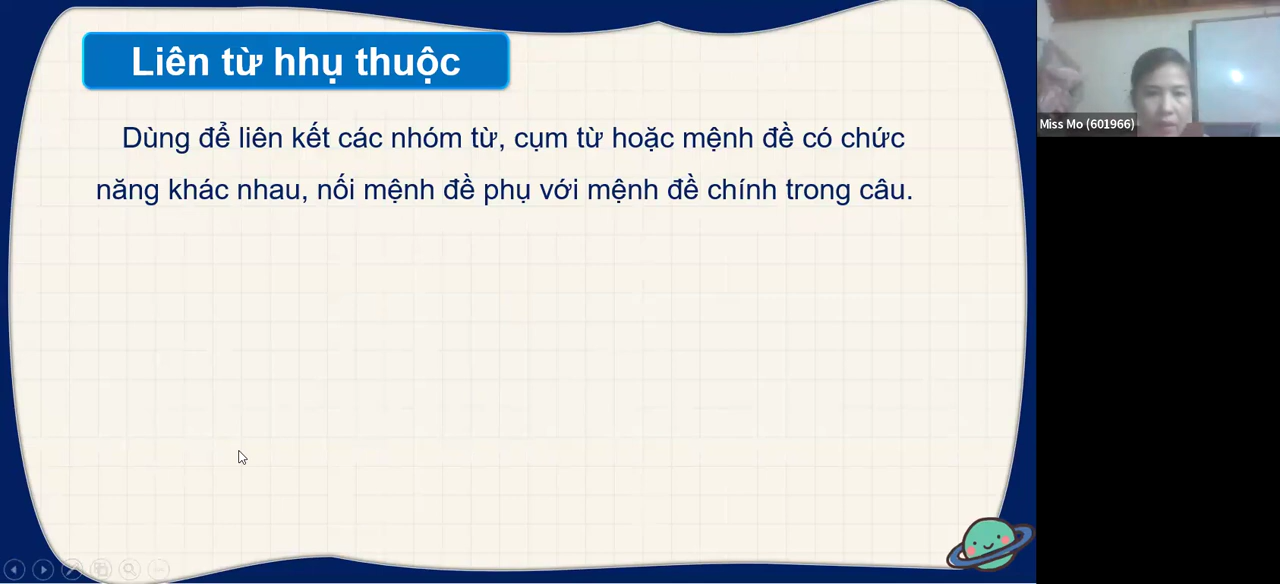 Liên từ hhụ thuộc
Dùng để liên kết các nhóm từ, cụm từ hoặc mệnh đề có chức
năng khác nhau, nối mệnh đề phụ với mệnh đề chính trong câu.
Miss Mo (601966)